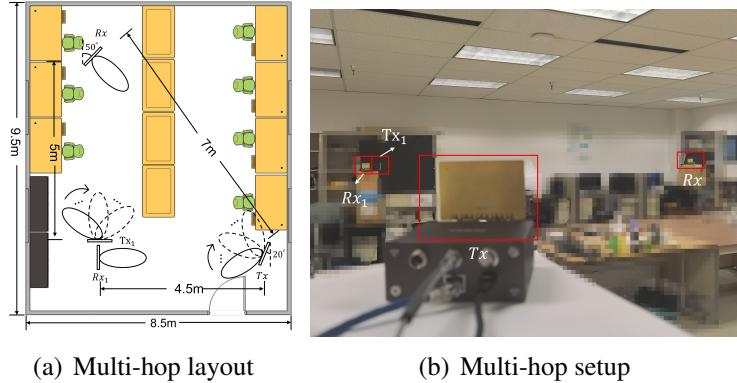 Rx
50°
9.5m
5m
7m
Tx₁
Rx₁
Tx
20°
4.5m
8.5m
(a) Multi-hop layout
Tx₁
Rx₁
Rx
Tx
(b) Multi-hop setup